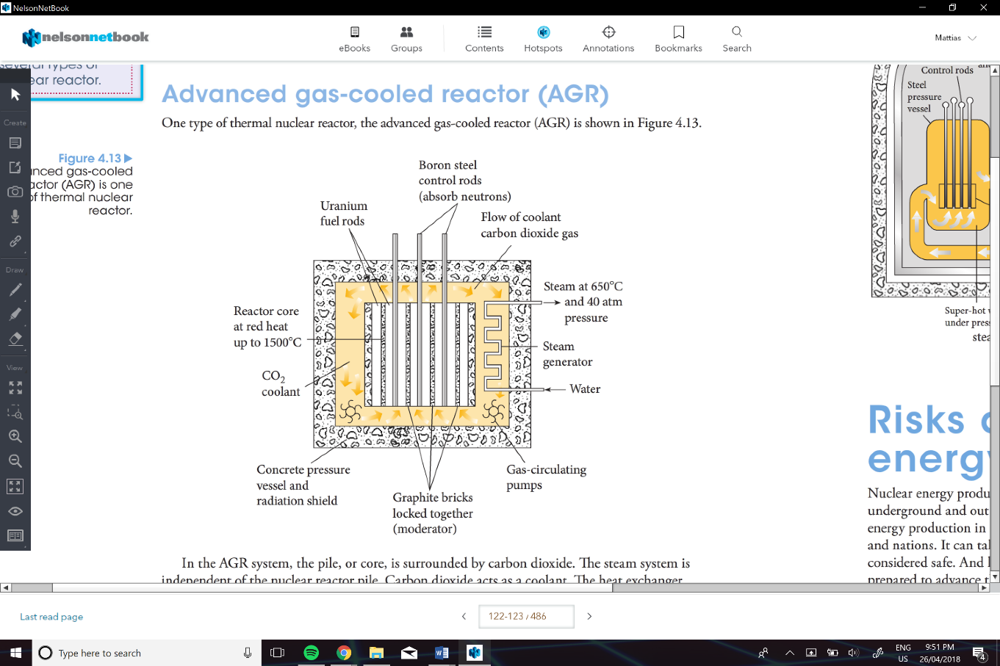 NelsonNetBook
nelsonnetbook
eBooks
Groups
Contents
Hotspots
Annotations
Bookmarks
Search
Mattias
Create
Draw
View
several types of
ear reactor.
Advanced gas-cooled reactor (AGR)
One type of thermal nuclear reactor, the advanced gas-cooled reactor (AGR) is shown in Figure 4.13.
Figure 4.13
nced gas-cooled
actor (AGR) is one
of thermal nuclear
reactor.
Boron steel
control rods
(absorb neutrons)
Uranium
fuel rods
Flow of coolant
carbon dioxide gas
Steam at 650°C
and 40 atm
pressure
Reactor core
at red heat
up to 1500°C
Steam
generator
CO2
coolant
Water
Concrete pressure
vessel and
radiation shield
Graphite bricks
locked together
(moderator)
Gas-circulating
pumps
In the AGR system, the pile, or core, is surrounded by carbon dioxide. The steam system is
independent of the nuclear reactor pile. Carbon dioxide acts as a coolant. The heat exchanger
Control rods
Steel
pressure
vessel
Super-hot
under press
stea
Risks
energy
Nuclear energy produ
underground and out
energy production in
and nations. It can ta
considered safe. And
prepared to advance
Last read page
122-123 / 486
Type here to search
ENG
US
9:51 PM
26/04/2018
4